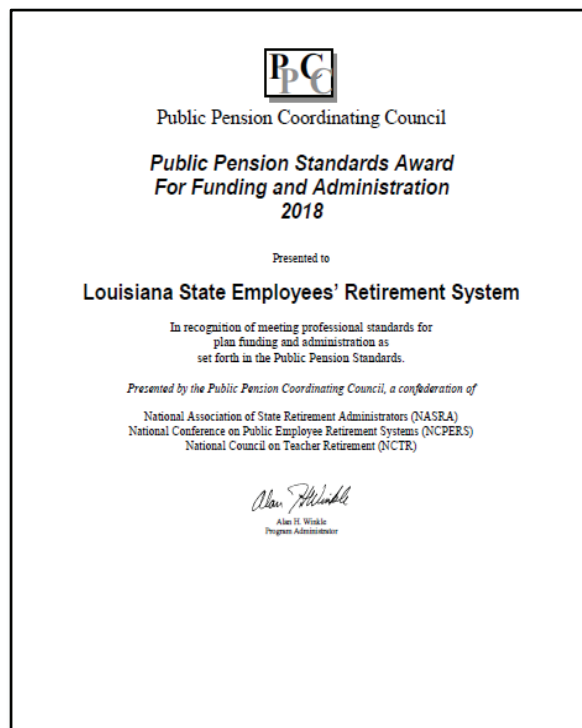 PPCC
Public Pension Coordinating Council
Public Pension Standards Award
For Funding and Administration
2018
Presented to
Louisiana State Employees' Retirement System
In recognition of meeting professional standards for
plan funding and administration as
set forth in the Public Pension Standards.
Presented by the Public Pension Coordinating Council, a confederation of
National Association of State Retirement Administrators (NASRA)
National Conference on Public Employee Retirement Systems (NCPERS)
National Council on Teacher Retirement (NCTR)
Alan H. Winkle
Alan H. Winkle
Program Administrator